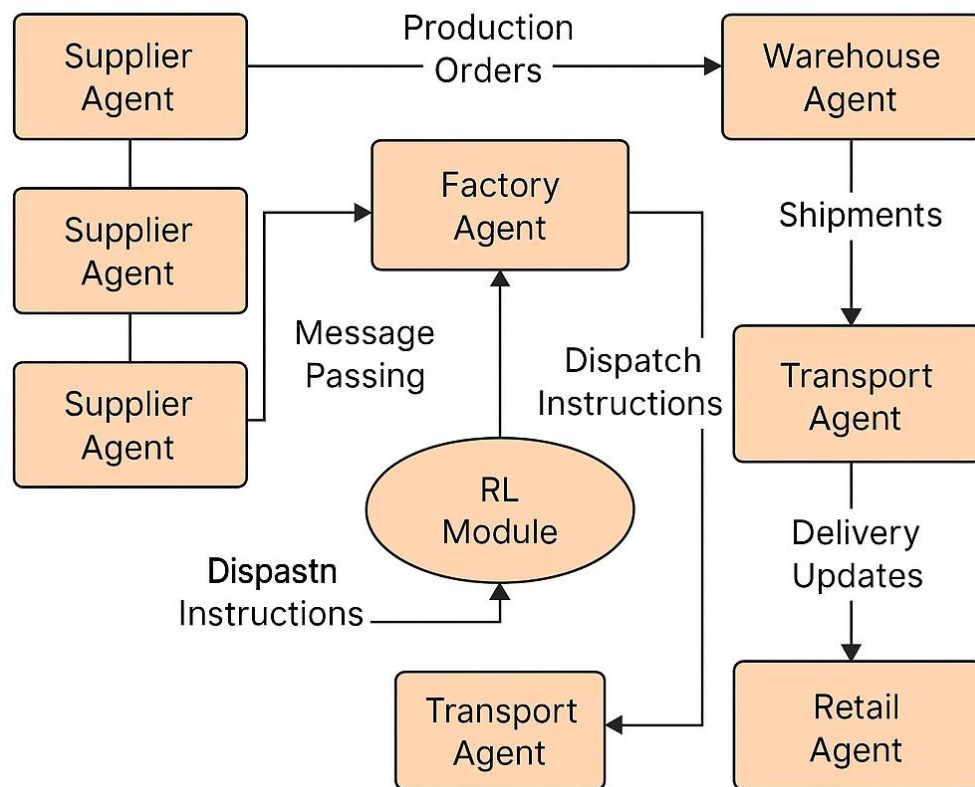 Supplier
Agent
Production
Orders
Warehouse
Agent
Supplier
Agent
Factory
Agent
Shipments
Supplier
Agent
Message
Passing
Dispatch
Instructions
Transport
Agent
RL
Module
Dispastn
Instructions
Delivery
Updates
Transport
Agent
Retail
Agent